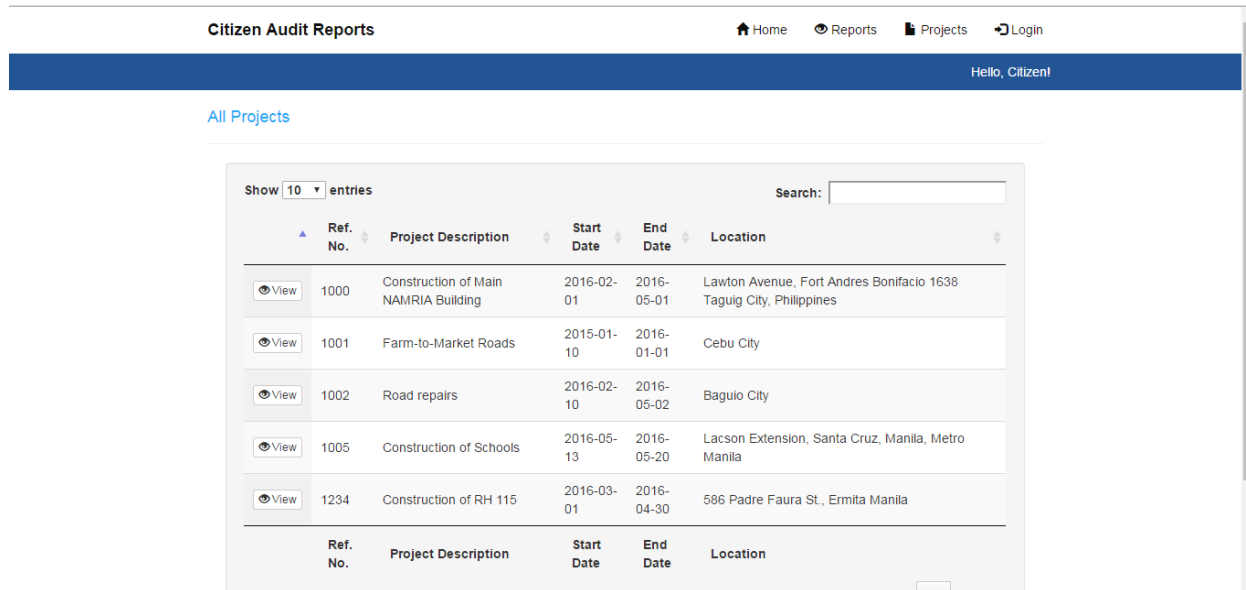 Citizen Audit Reports Home Reports Projects Login
Hello, Citizen!
All Projects
Show 10 entries Search:
Ref. No. Project Description Start Date End Date Location
View 1000 Construction of Main NAMRIA Building 2016-02-01 2016-05-01 Lawton Avenue, Fort Andres Bonifacio 1638 Taguig City, Philippines
View 1001 Farm-to-Market Roads 2015-01-10 2016-01-01 Cebu City
View 1002 Road repairs 2016-02-10 2016-05-02 Baguio City
View 1005 Construction of Schools 2016-05-13 2016-05-20 Lacson Extension, Santa Cruz, Manila, Metro Manila
View 1234 Construction of RH 115 2016-03-01 2016-04-30 586 Padre Faura St., Ermita Manila
Ref. No. Project Description Start Date End Date Location